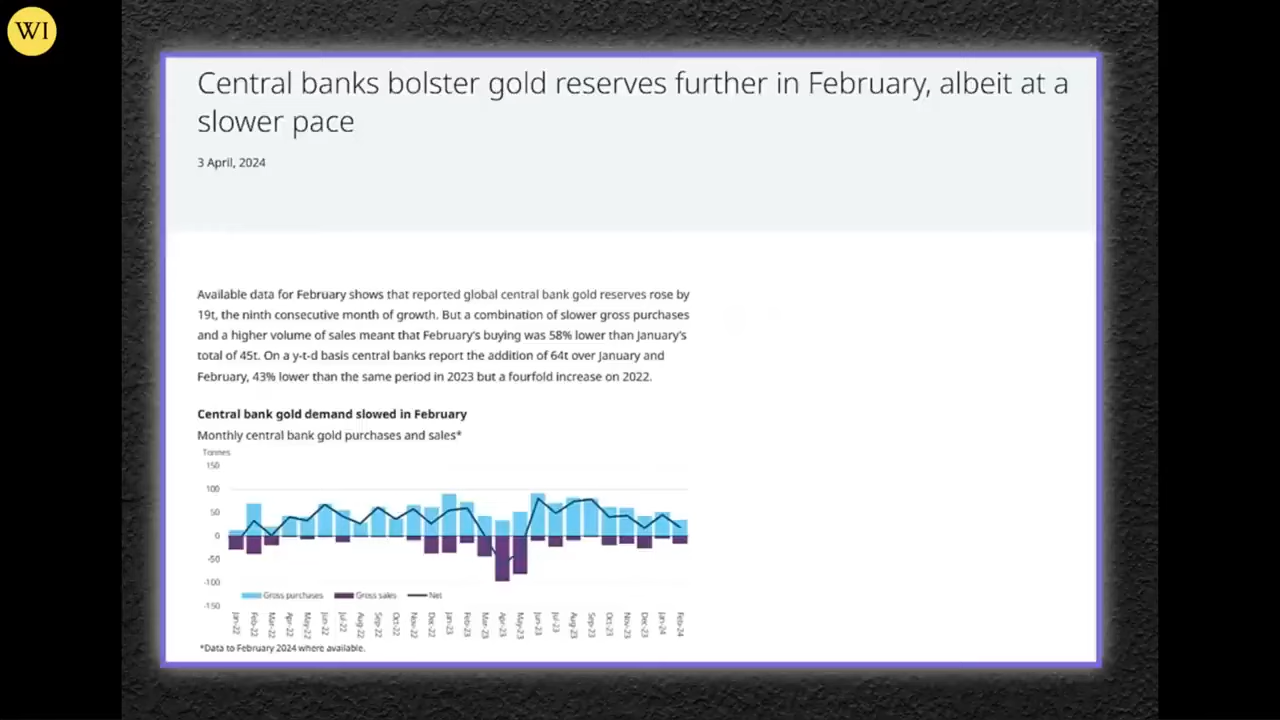 WI
Central banks bolster gold reserves further in February, albeit at a
slower pace
3 April, 2024
Available data for February shows that reported global central bank gold reserves rose by
19t, the ninth consecutive month of growth. But a combination of slower gross purchases
and a higher volume of sales meant that February's buying was 58% lower than January's
total of 45t. On a y-t-d basis central banks report the addition of 64t over January and
February, 43% lower than the same period in 2023 but a fourfold increase on 2022.
Central bank gold demand slowed in February
Monthly central bank gold purchases and sales*
Tonnes
150
100
50
0
-50
-100
-150
Gross purchases Gross sales Net
Jan-22 Feb-22 Mar-22 Apr-22 May-22 Jun-22 Jul-22 Aug-22 Sep-22 Oct-22 Nov-22 Dec-22 Jan-23 Feb-23 Mar-23 Apr-23 May-23 Jun-23 Jul-23 Aug-23 Sep-23 Oct-23 Nov-23 Dec-23 Jan-24 Feb-24
*Data to February 2024 where available.